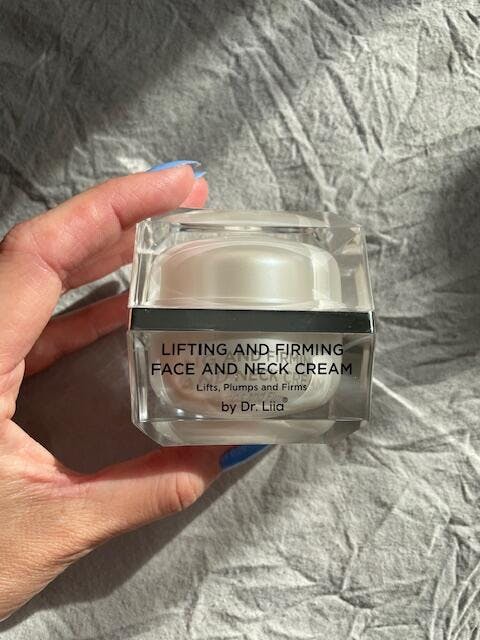 LIFTING AND FIRMING
FACE AND NECK CREAM
Lifts, Plumps and Firms
by Dr. Liia®